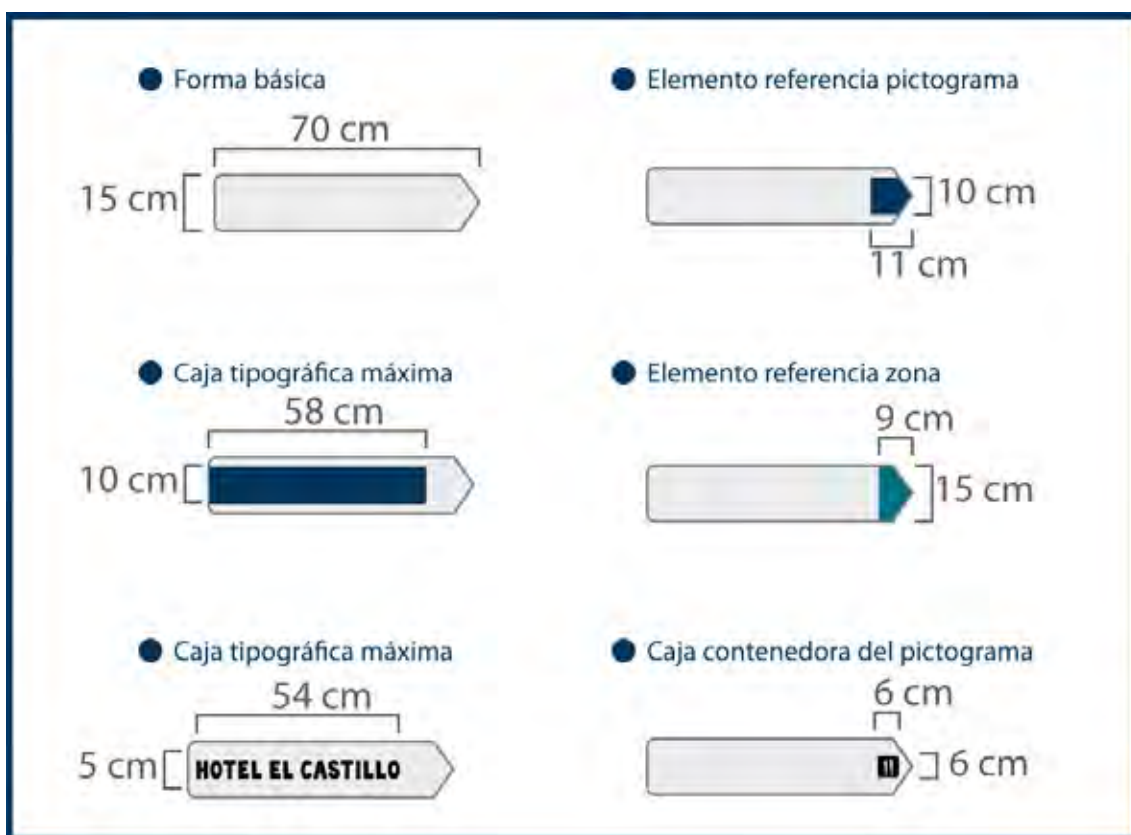 Forma básica
70 cm
15 cm
Elemento referencia pictograma
10 cm
11 cm
Caja tipográfica máxima
58 cm
10 cm
Elemento referencia zona
9 cm
15 cm
Caja tipográfica máxima
54 cm
5 cm
HOTEL EL CASTILLO
Caja contenedora del pictograma
6 cm
6 cm